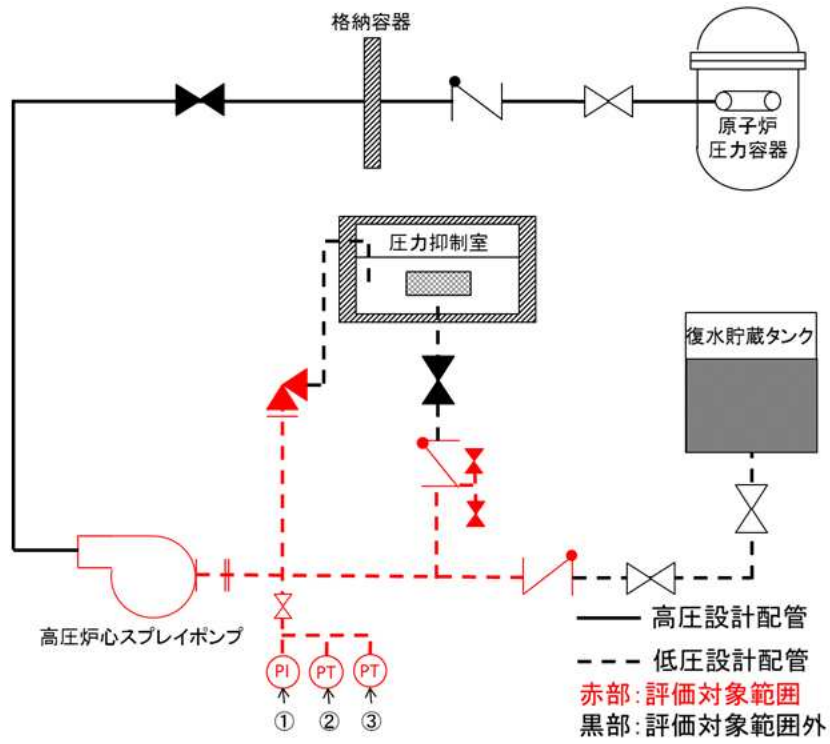 格納容器
原子炉
圧力容器
圧力抑制室
復水貯蔵タンク
高圧炉心スプレイポンプ
PI
PT
PT
①
②
③
高圧設計配管
低圧設計配管
赤部：評価対象範囲
黒部：評価対象範囲外